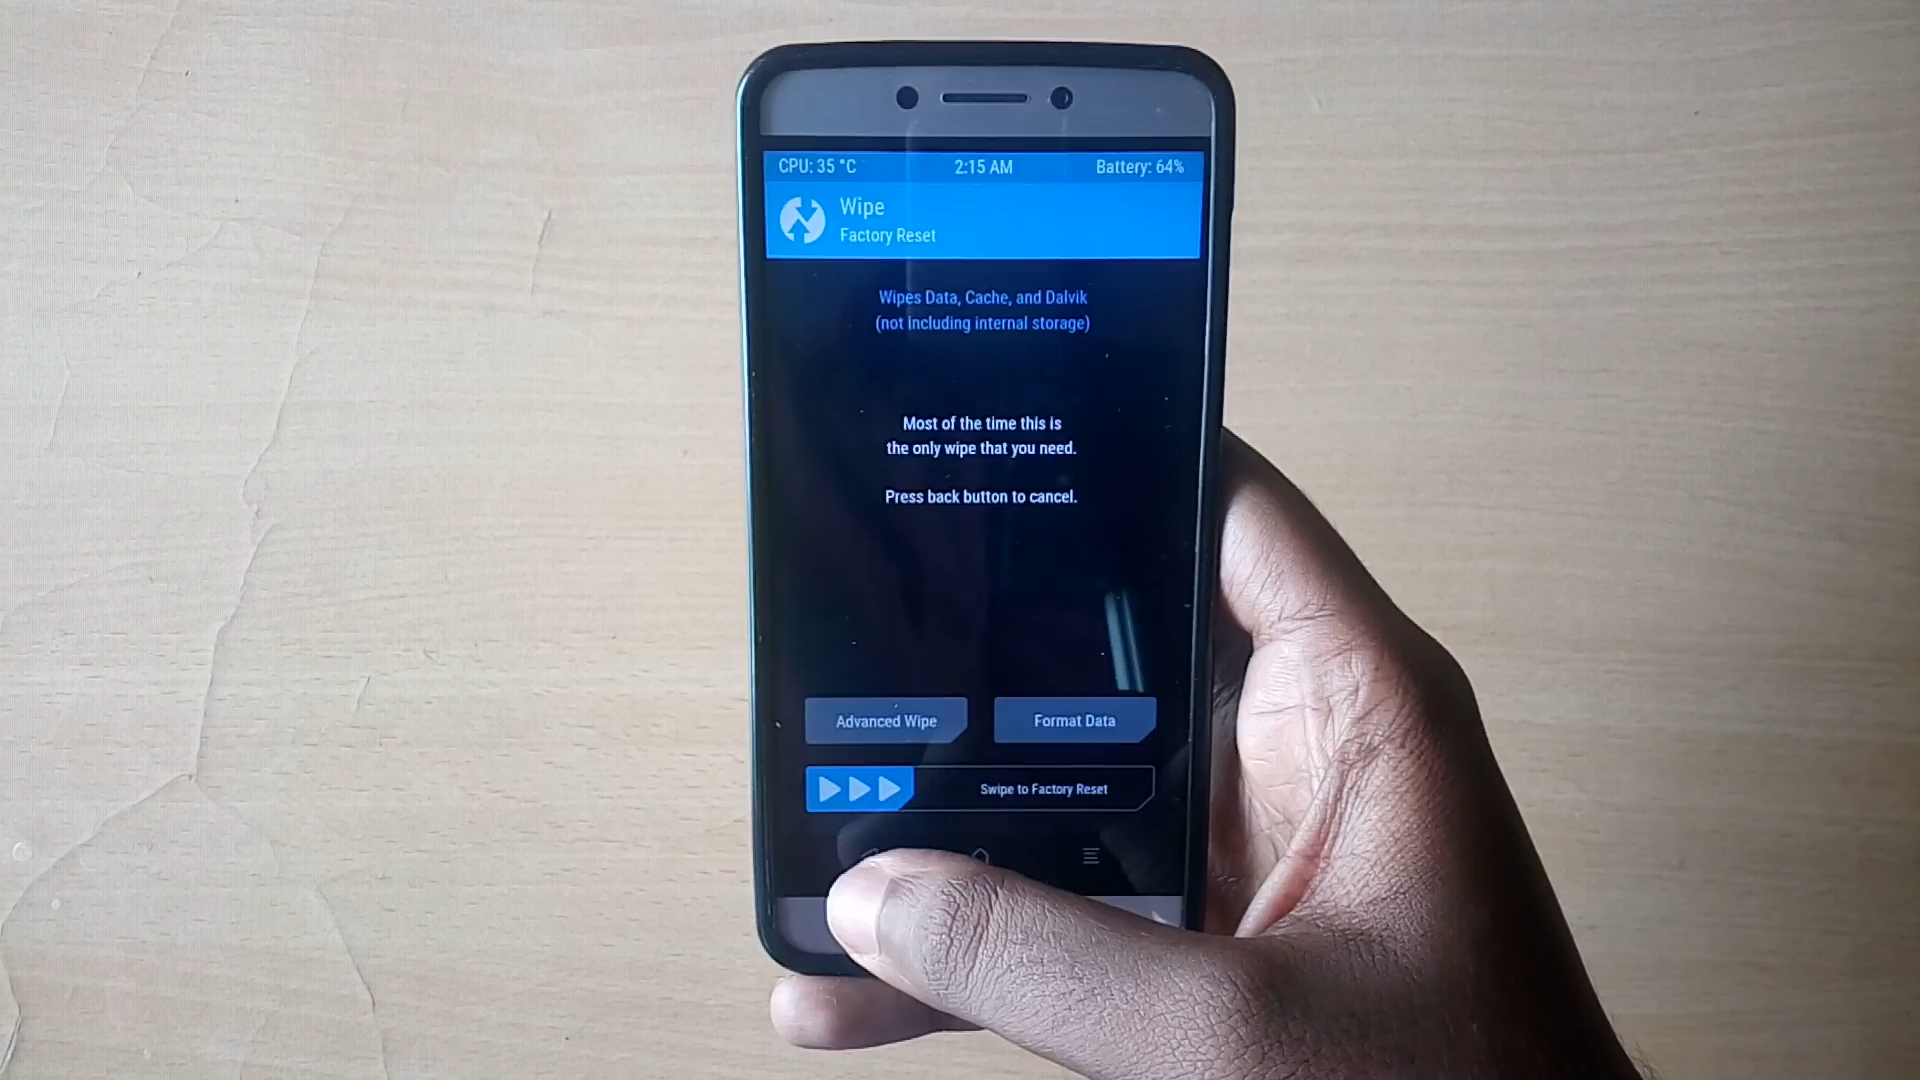 CPU: 35 °C 2:15 AM Battery: 64%
Wipe
Factory Reset
Wipes Data, Cache, and Dalvik
(not including internal storage)
Most of the time this is
the only wipe that you need.
Press back button to cancel.
Advanced Wipe Format Data
Swipe to Factory Reset